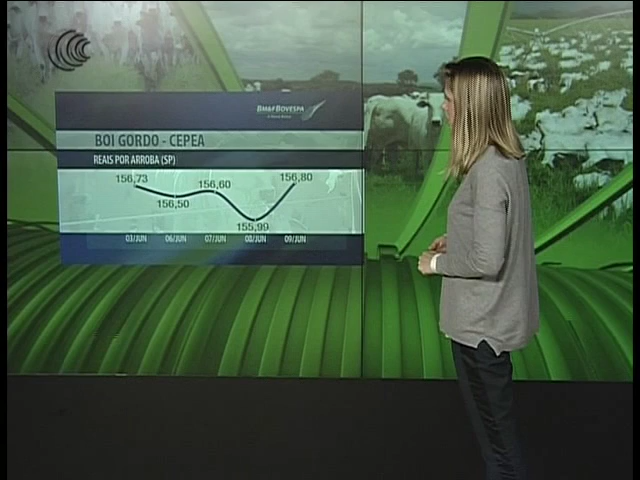 BM&FBOVESPA
BOI GORDO - CEPEA
REAIS POR ARROBA (SP)
156,73 156,50 156,60 155,99 156,80
03/JUN 06/JUN 07/JUN 08/JUN 09/JUN